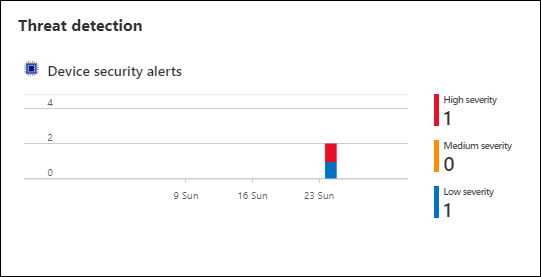 Threat detection
Device security alerts
4
2
0
9 Sun 16 Sun 23 Sun
High severity
1
Medium severity
0
Low severity
1